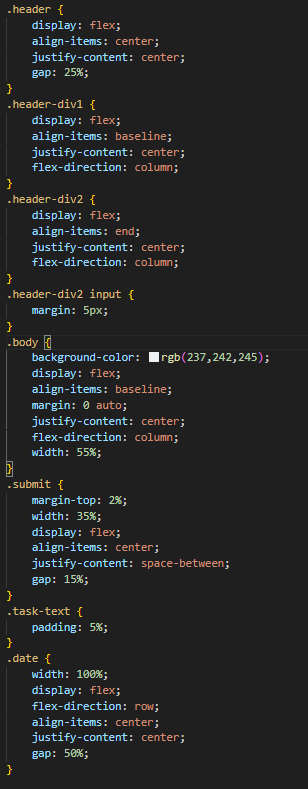 .header {
display: flex;
align-items: center;
justify-content: center;
gap: 25%;
}
.header-div1 {
display: flex;
align-items: baseline;
justify-content: center;
flex-direction: column;
}
.header-div2 {
display: flex;
align-items: end;
justify-content: center;
flex-direction: column;
}
.header-div2 input {
margin: 5px;
}
.body {
background-color: rgb(237,242,245);
display: flex;
align-items: baseline;
margin: 0 auto;
justify-content: center;
flex-direction: column;
width: 55%;
}
.submit {
margin-top: 2%;
width: 35%;
display: flex;
align-items: center;
justify-content: space-between;
gap: 15%;
}
.task-text {
padding: 5%;
}
.date {
width: 100%;
display: flex;
flex-direction: row;
align-items: center;
justify-content: center;
gap: 50%;
}